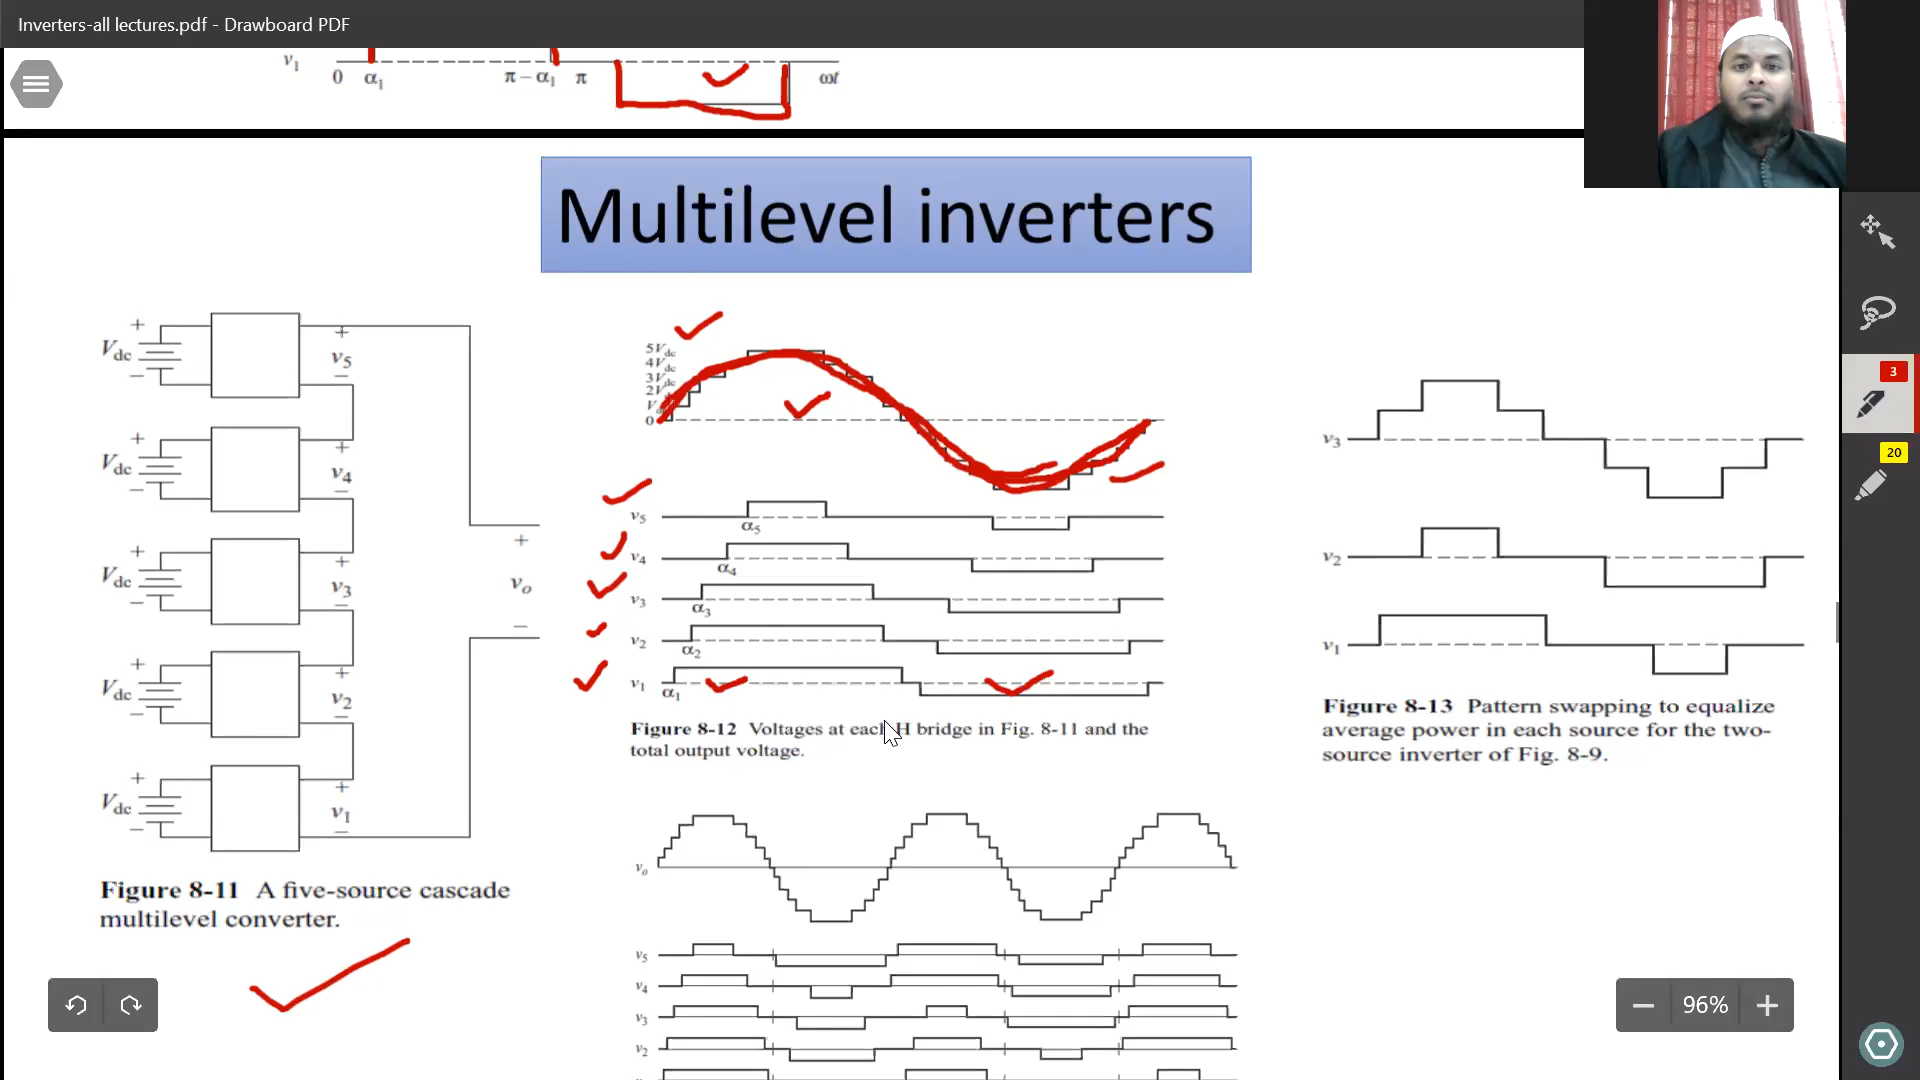 Inverters-all lectures.pdf - Drawboard PDF
v1
0 α1 π − α1 π ωt
Multilevel inverters
+
Vdc
−
+
v5
−
+
Vdc
−
+
v4
−
+
Vdc
−
+
v3
−
+
Vdc
−
+
v2
−
+
Vdc
−
+
v1
−
+
vo
−
Figure 8-11 A five-source cascade
multilevel converter.
5Vdc
4Vdc
3Vdc
2Vdc
0
v5
α5
v4
α4
v3
α3
v2
α2
v1
α1
Figure 8-12 Voltages at each H bridge in Fig. 8-11 and the
total output voltage.
vo
v5
v4
v3
v2
v3
v2
v1
Figure 8-13 Pattern swapping to equalize
average power in each source for the two-
source inverter of Fig. 8-9.
3
20
96%